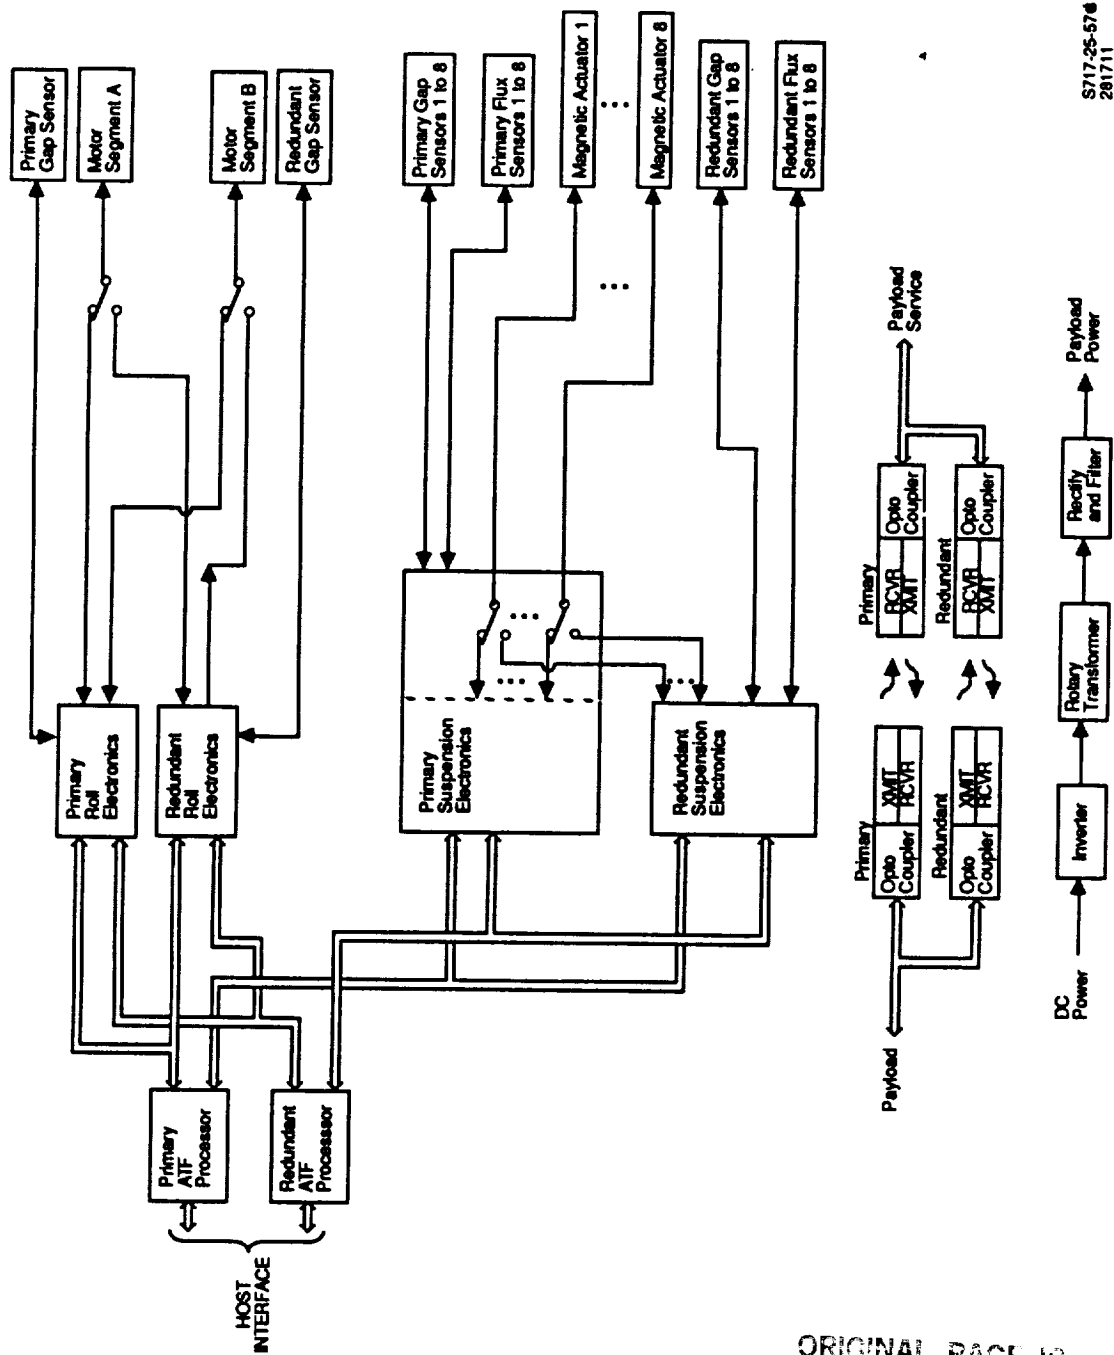 Primary
Gap Sensor
Motor
Segment A
Motor
Segment B
Redundant
Gap Sensor
Primary Gap
Sensors 1 to 8
Primary Flux
Sensors 1 to 8
Magnetic Actuator 1
Magnetic Actuator 8
Redundant Gap
Sensors 1 to 8
Redundant Flux
Sensors 1 to 8
Primary
Roll
Electronics
Redundant
Roll
Electronics
Primary
Suspension
Electronics
Redundant
Suspension
Electronics
Primary
ATF
Processor
Redundant
ATF
Processor
HOST
INTERFACE
Payload
Primary
Opto
Coupler
XMIT
RCVR
Redundant
Opto
Coupler
XMIT
RCVR
Primary
RCVR
XMIT
Opto
Coupler
Redundant
RCVR
XMIT
Opto
Coupler
Payload
Service
DC
Power
Inverter
Rotary
Transformer
Rectify
and Filter
Payload
Power
S717-25-576
281711
ORIGINAL PAGE